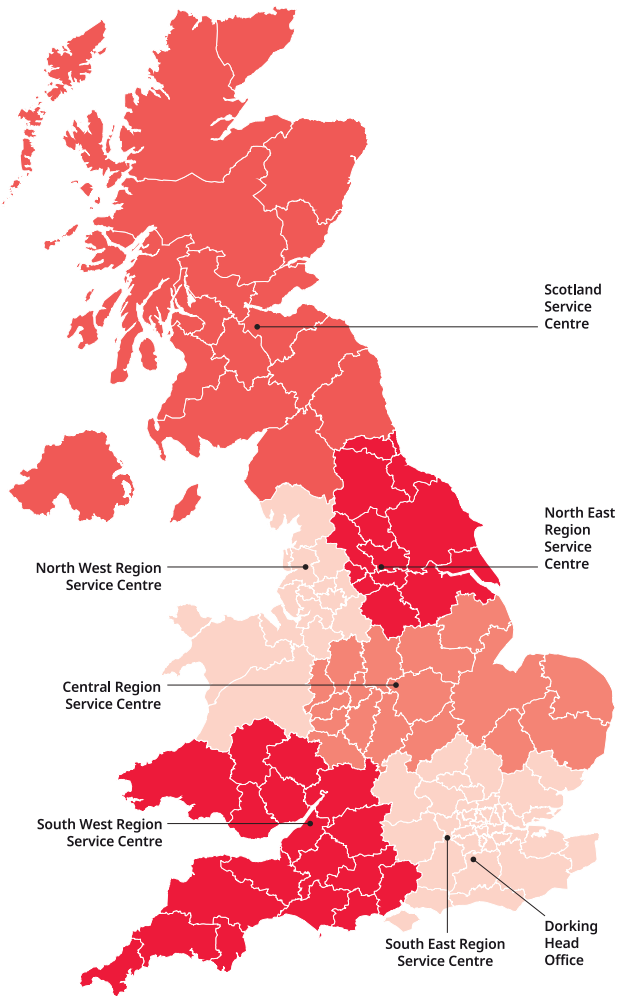 Scotland
Service
Centre
North East
Region
Service
Centre
North West Region
Service Centre
Central Region
Service Centre
South West Region
Service Centre
South East Region
Service Centre
Dorking
Head
Office